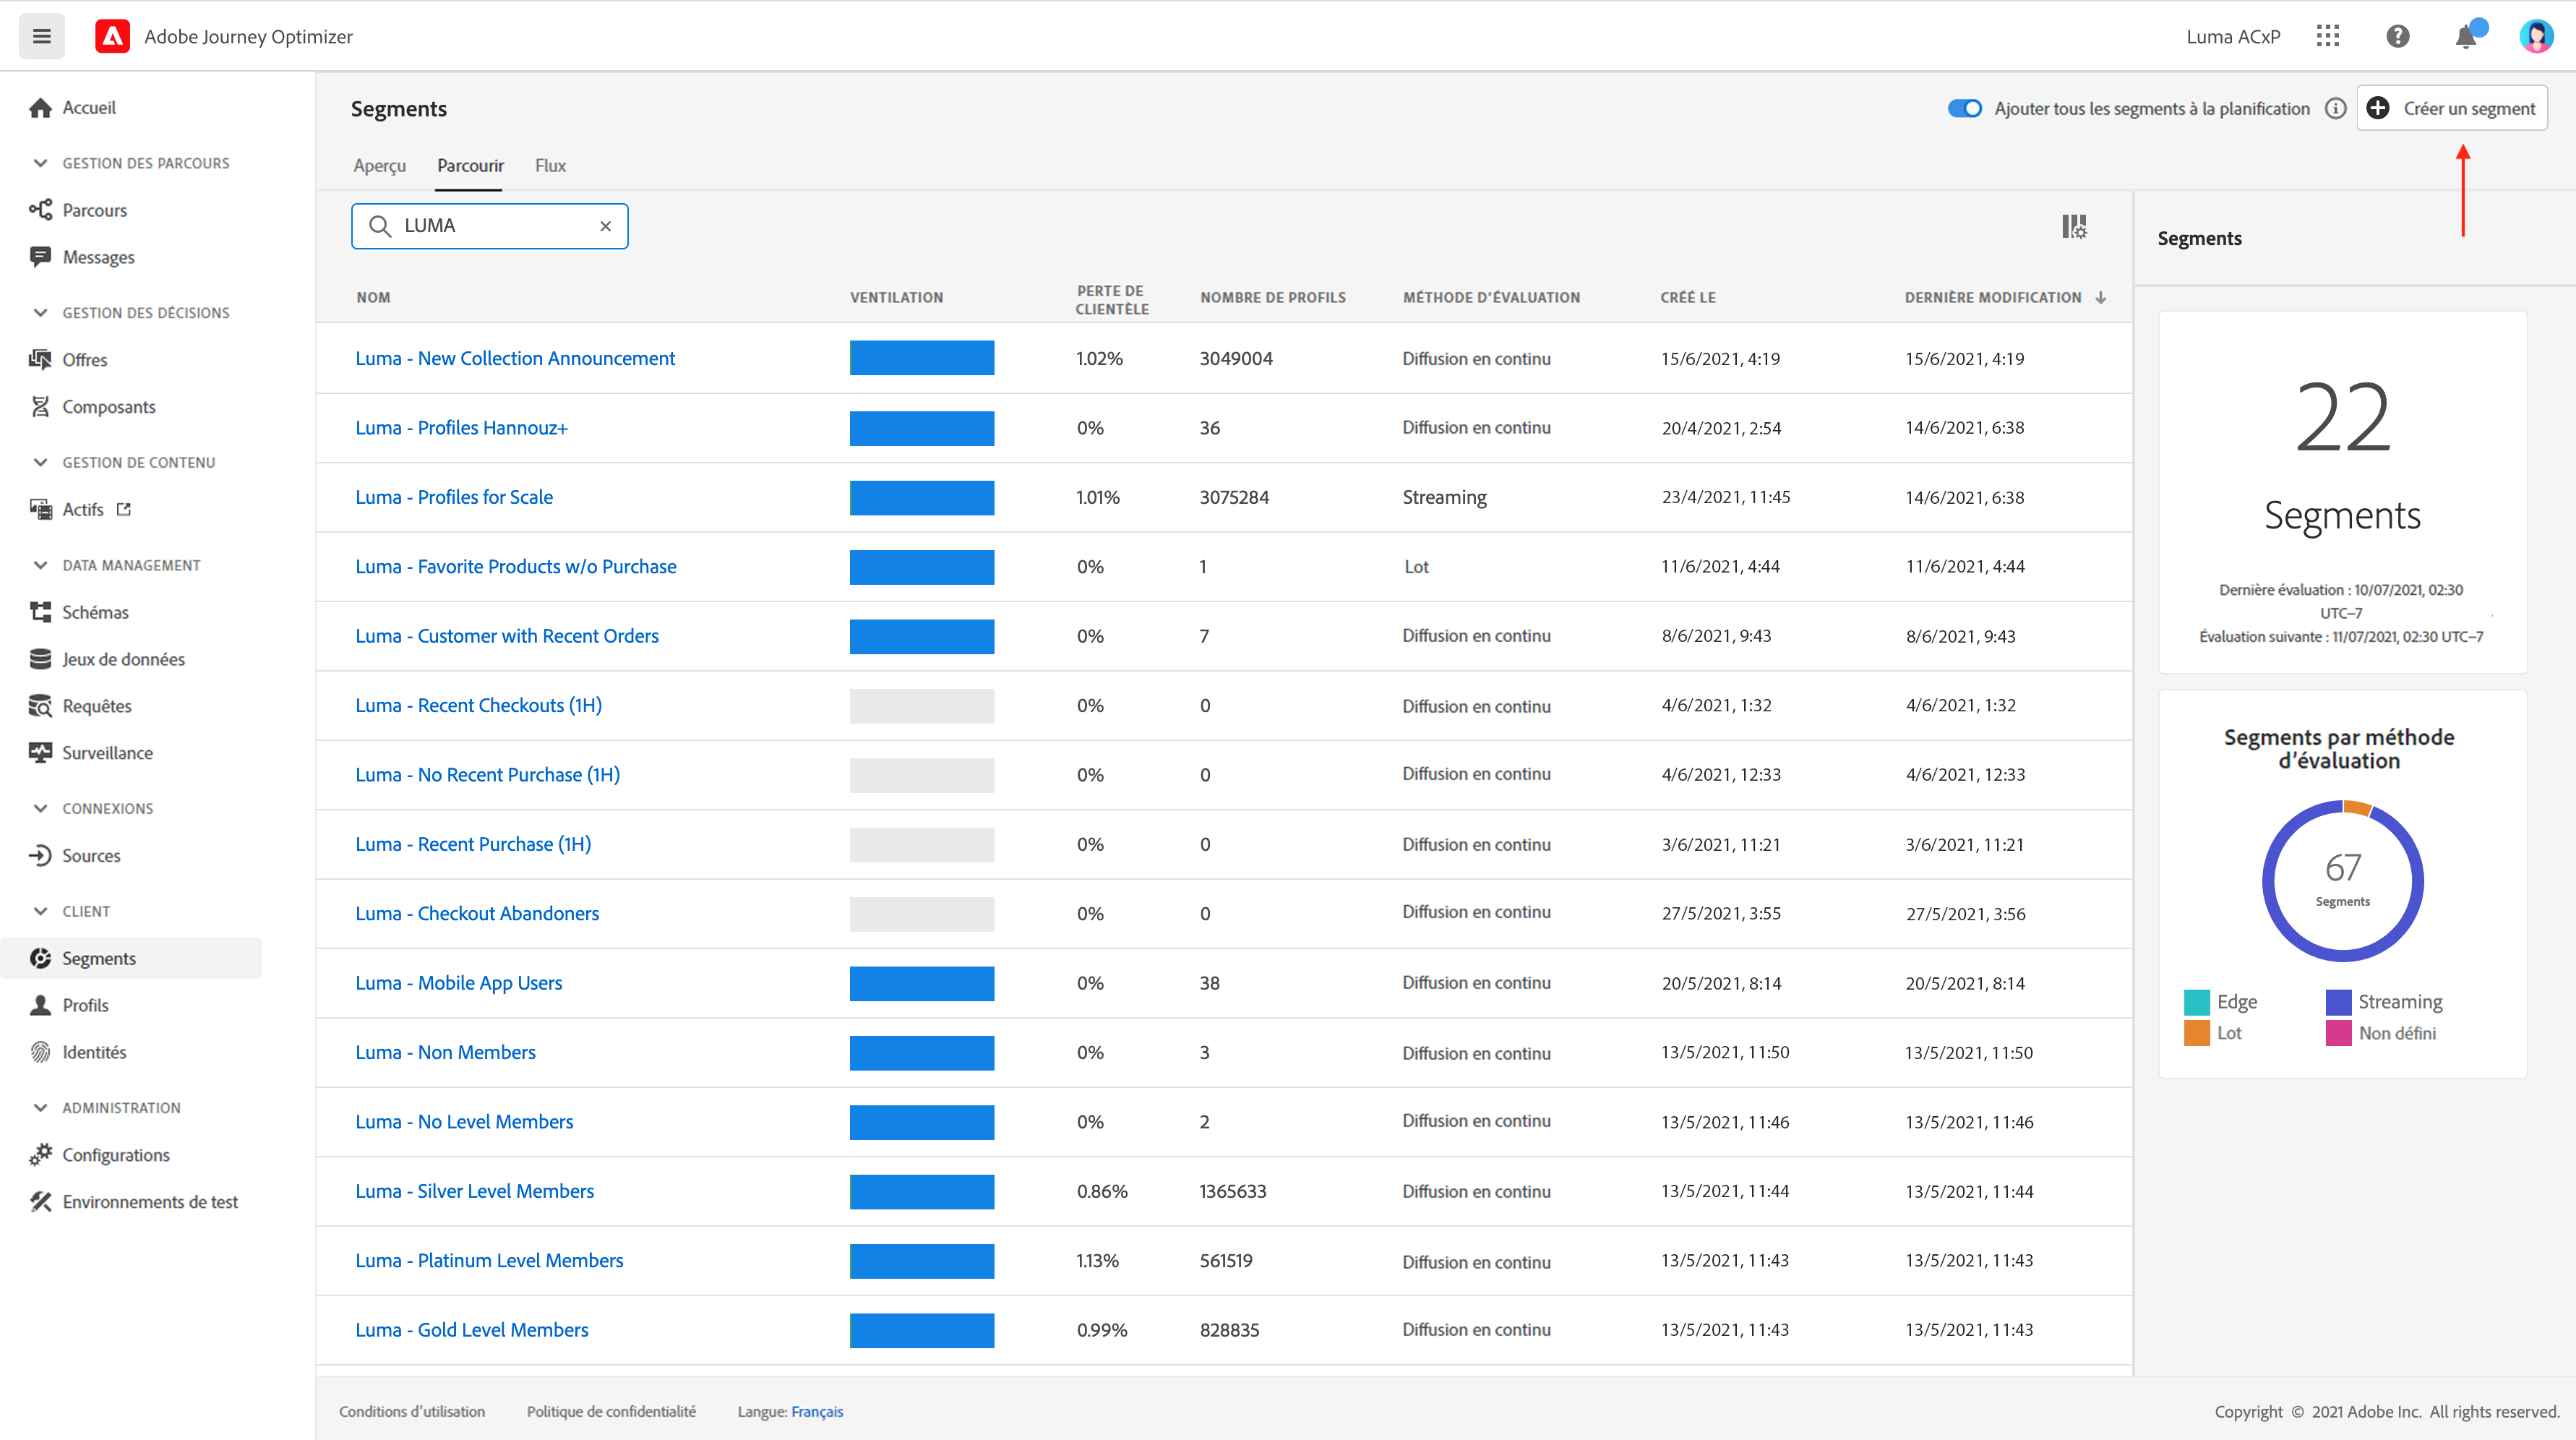 Adobe Journey Optimizer
Luma ACxP
Accueil
GESTION DES PARCOURS
Parcours
Messages
GESTION DES DÉCISIONS
Offres
Composants
GESTION DE CONTENU
Actifs
DATA MANAGEMENT
Schémas
Jeux de données
Requêtes
Surveillance
CONNEXIONS
Sources
CLIENT
Segments
Profils
Identités
ADMINISTRATION
Configurations
Environnements de test
Segments
Ajouter tous les segments à la planification
Créer un segment
Aperçu Parcourir Flux
LUMA
NOM VENTILATION PERTE DE CLIENTÈLE NOMBRE DE PROFILS MÉTHODE D'ÉVALUATION CRÉÉ LE DERNIÈRE MODIFICATION
Luma - New Collection Announcement 1.02% 3049004 Diffusion en continu 15/6/2021, 4:19 15/6/2021, 4:19
Luma - Profiles Hannouz+ 0% 36 Diffusion en continu 20/4/2021, 2:54 14/6/2021, 6:38
Luma - Profiles for Scale 1.01% 3075284 Streaming 23/4/2021, 11:45 14/6/2021, 6:38
Luma - Favorite Products w/o Purchase 0% 1 Lot 11/6/2021, 4:44 11/6/2021, 4:44
Luma - Customer with Recent Orders 0% 7 Diffusion en continu 8/6/2021, 9:43 8/6/2021, 9:43
Luma - Recent Checkouts (1H) 0% 0 Diffusion en continu 4/6/2021, 1:32 4/6/2021, 1:32
Luma - No Recent Purchase (1H) 0% 0 Diffusion en continu 4/6/2021, 12:33 4/6/2021, 12:33
Luma - Recent Purchase (1H) 0% 0 Diffusion en continu 3/6/2021, 11:21 3/6/2021, 11:21
Luma - Checkout Abandoners 0% 0 Diffusion en continu 27/5/2021, 3:55 27/5/2021, 3:56
Luma - Mobile App Users 0% 38 Diffusion en continu 20/5/2021, 8:14 20/5/2021, 8:14
Luma - Non Members 0% 3 Diffusion en continu 13/5/2021, 11:50 13/5/2021, 11:50
Luma - No Level Members 0% 2 Diffusion en continu 13/5/2021, 11:46 13/5/2021, 11:46
Luma - Silver Level Members 0.86% 1365633 Diffusion en continu 13/5/2021, 11:44 13/5/2021, 11:44
Luma - Platinum Level Members 1.13% 561519 Diffusion en continu 13/5/2021, 11:43 13/5/2021, 11:43
Luma - Gold Level Members 0.99% 828835 Diffusion en continu 13/5/2021, 11:43 13/5/2021, 11:43
Segments
22
Segments
Dernière évaluation : 10/07/2021, 02:30
UTC–7
Évaluation suivante : 11/07/2021, 02:30 UTC–7
Segments par méthode
d'évaluation
67
Segments
Edge Streaming
Lot Non défini
Conditions d'utilisation Politique de confidentialité Langue: Français
Copyright © 2021 Adobe Inc. All rights reserved.